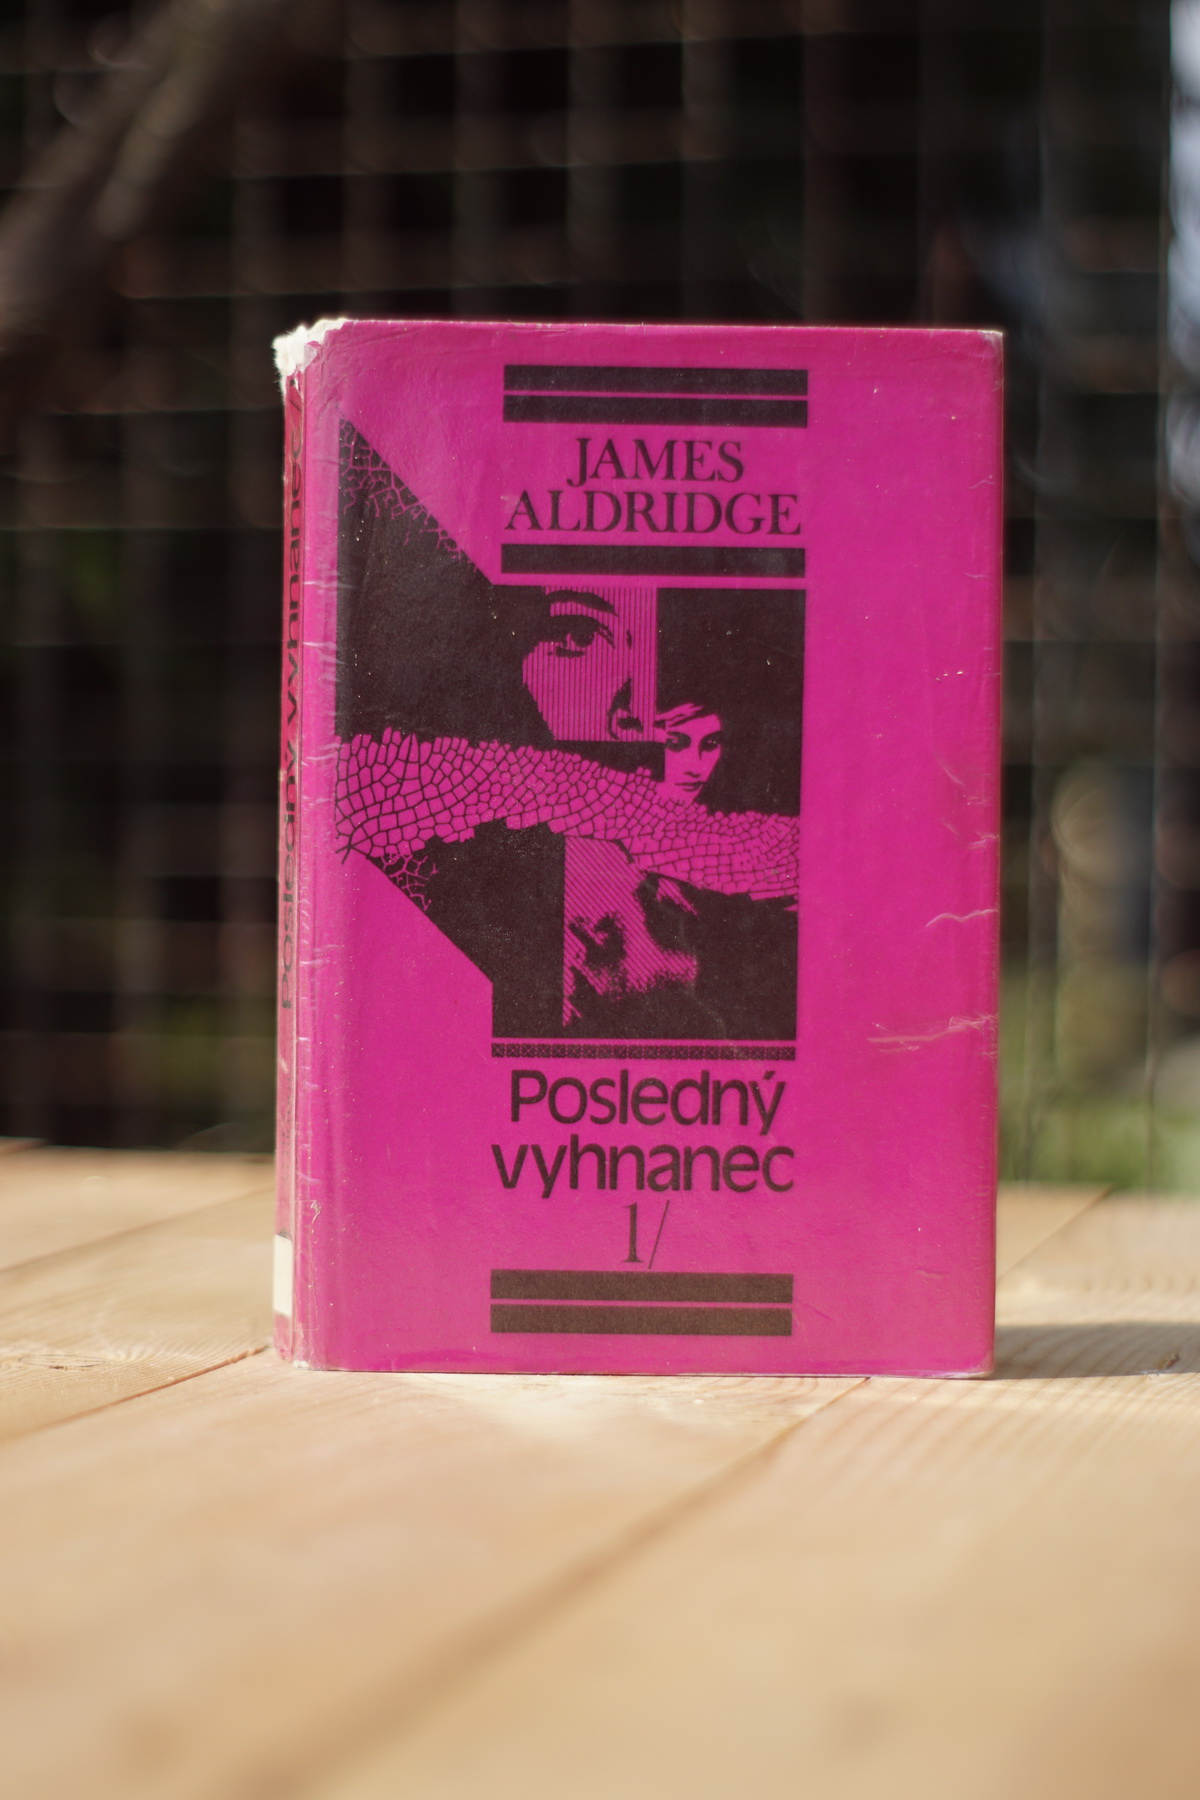 JAMES
ALDRIDGE
Posledný
vyhnanec
1/
Posledný vyhnanec /